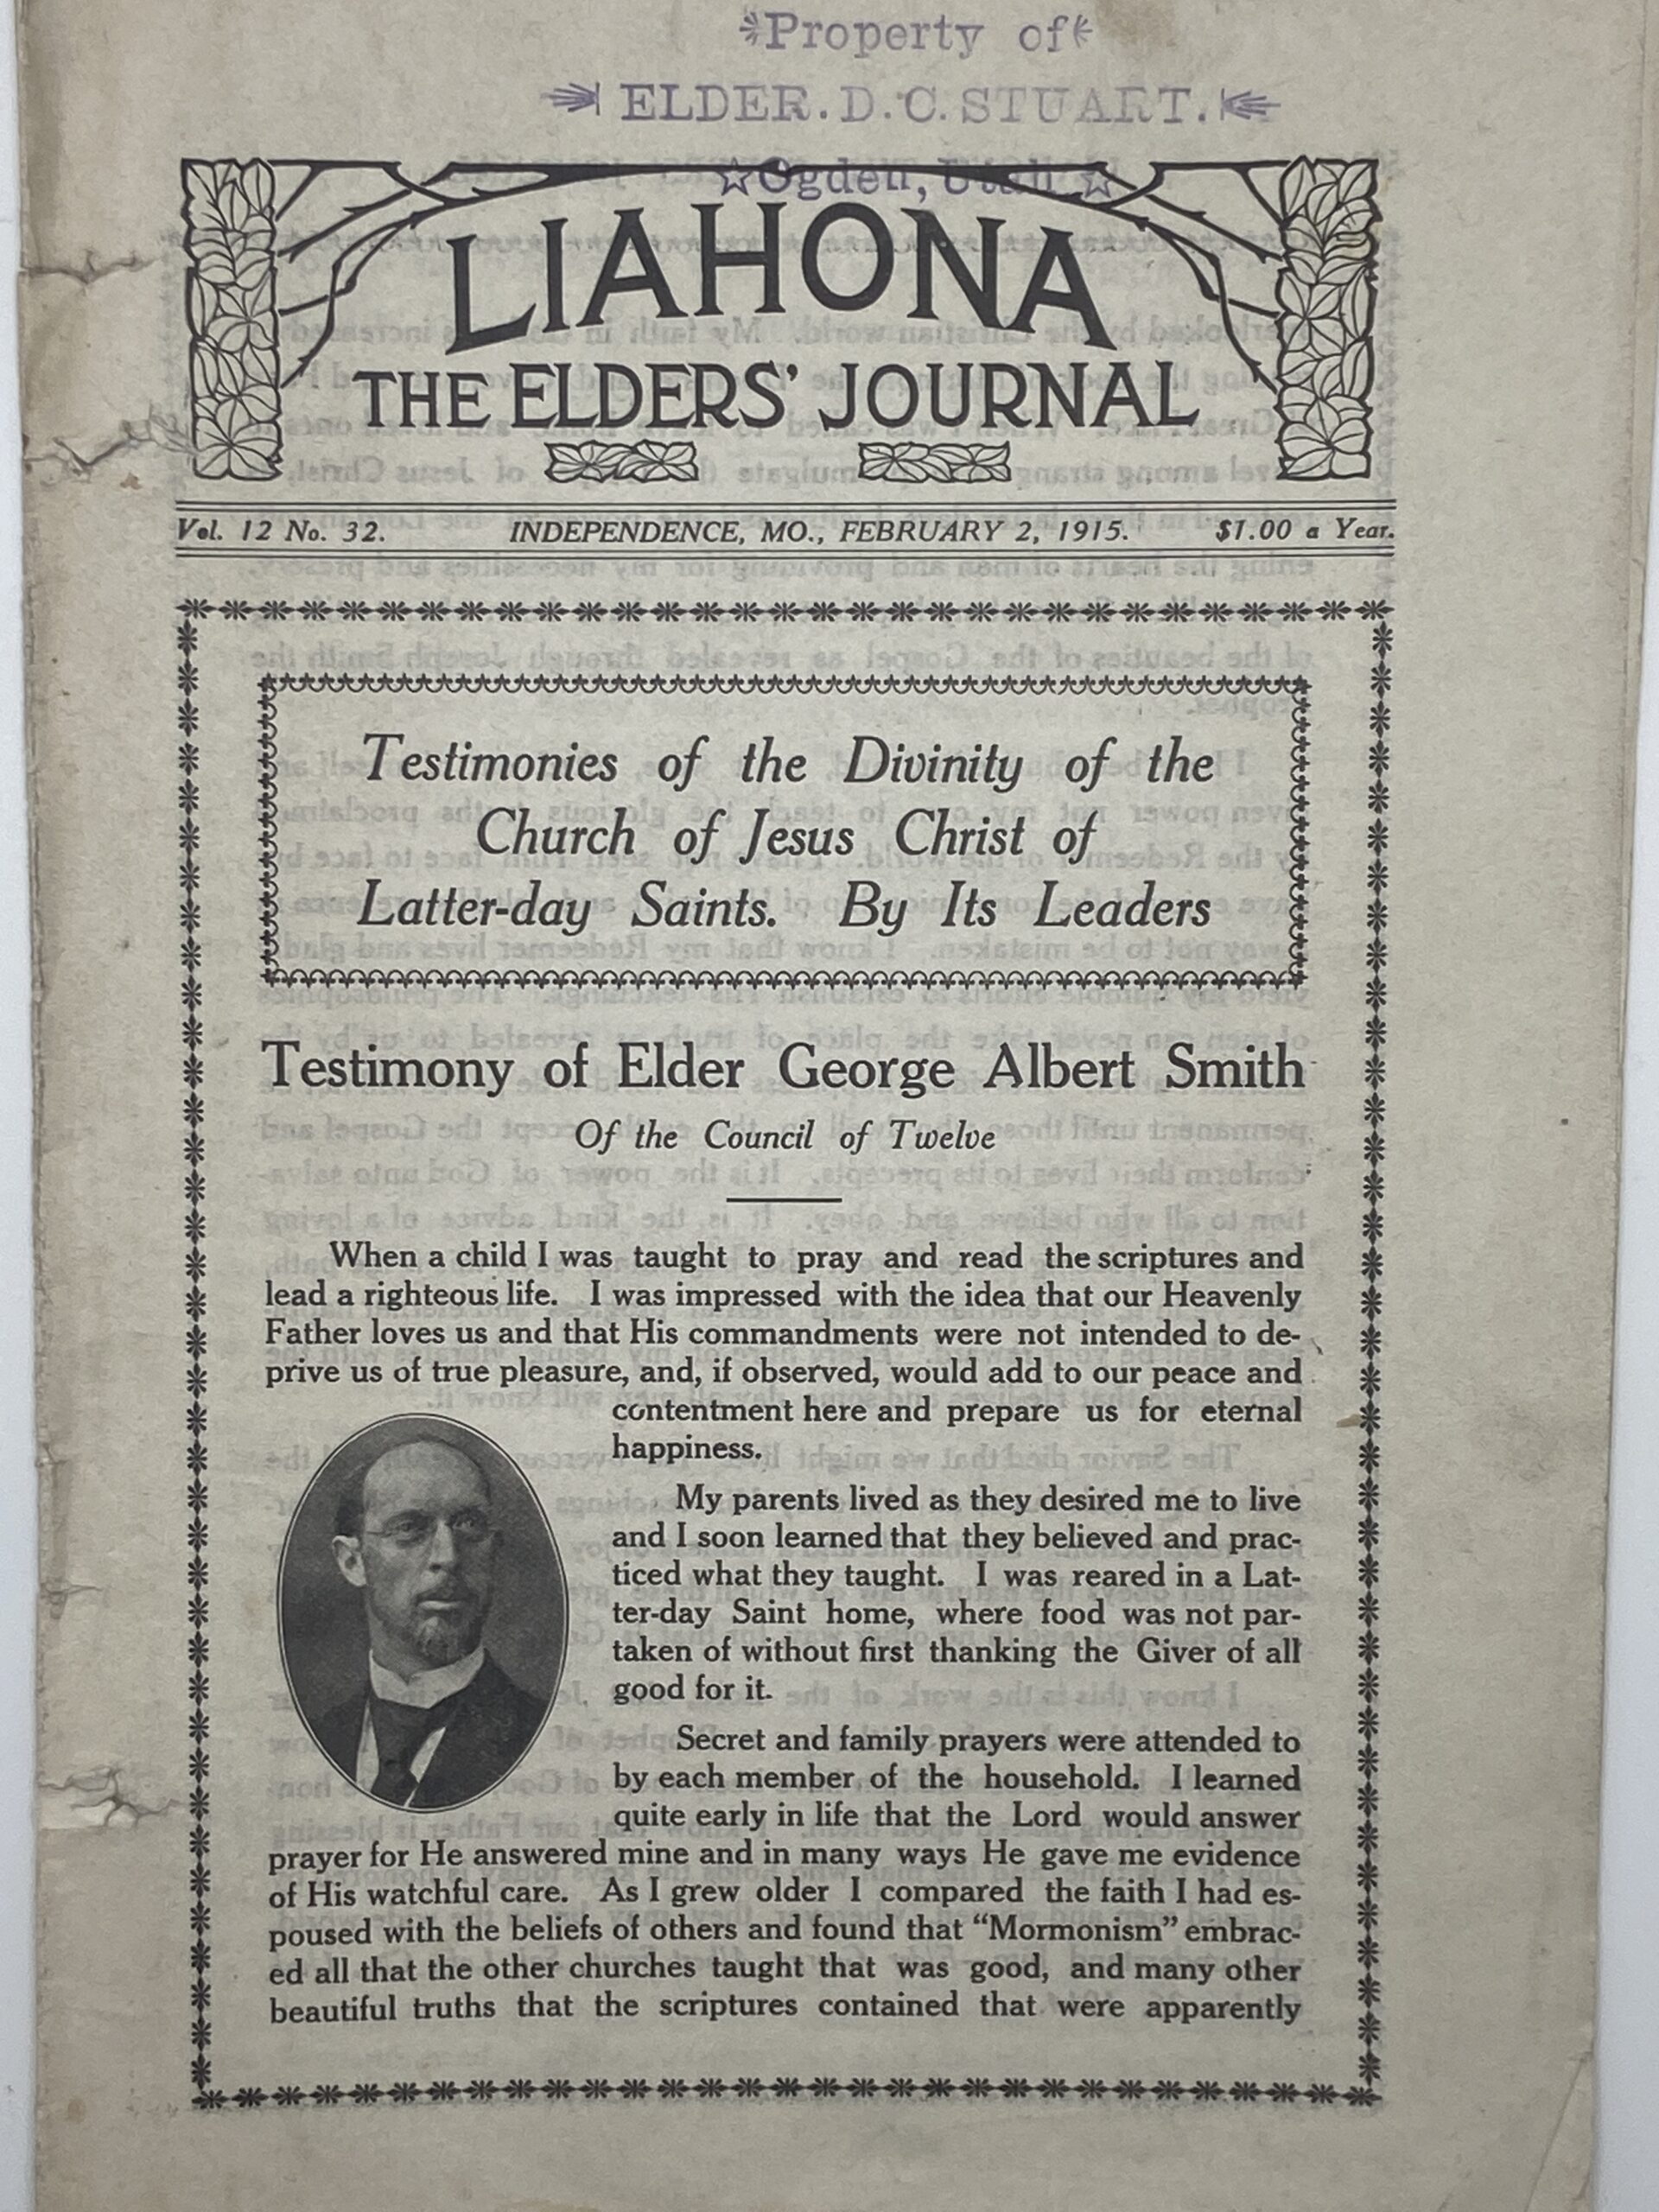 Property of
ELDER. D. C. STUART.
☆Ogden, Utah ☆
LIAHONA
THE ELDERS' JOURNAL
Vol. 12 No. 32. INDEPENDENCE, MO., FEBRUARY 2, 1915. $1.00 a Year.
Testimonies of the Divinity of the
Church of Jesus Christ of
Latter-day Saints. By Its Leaders
Testimony of Elder George Albert Smith
Of the Council of Twelve
When a child I was taught to pray and read the scriptures and
lead a righteous life. I was impressed with the idea that our Heavenly
Father loves us and that His commandments were not intended to de-
prive us of true pleasure, and, if observed, would add to our peace and
contentment here and prepare us for eternal
happiness.
My parents lived as they desired me to live
and I soon learned that they believed and prac-
ticed what they taught. I was reared in a Lat-
ter-day Saint home, where food was not par-
taken of without first thanking the Giver of all
good for it.
Secret and family prayers were attended to
by each member of the household. I learned
quite early in life that the Lord would answer
prayer for He answered mine and in many ways He gave me evidence
of His watchful care. As I grew older I compared the faith I had es-
poused with the beliefs of others and found that "Mormonism" embrac-
ed all that the other churches taught that was good, and many other
beautiful truths that the scriptures contained that were apparently